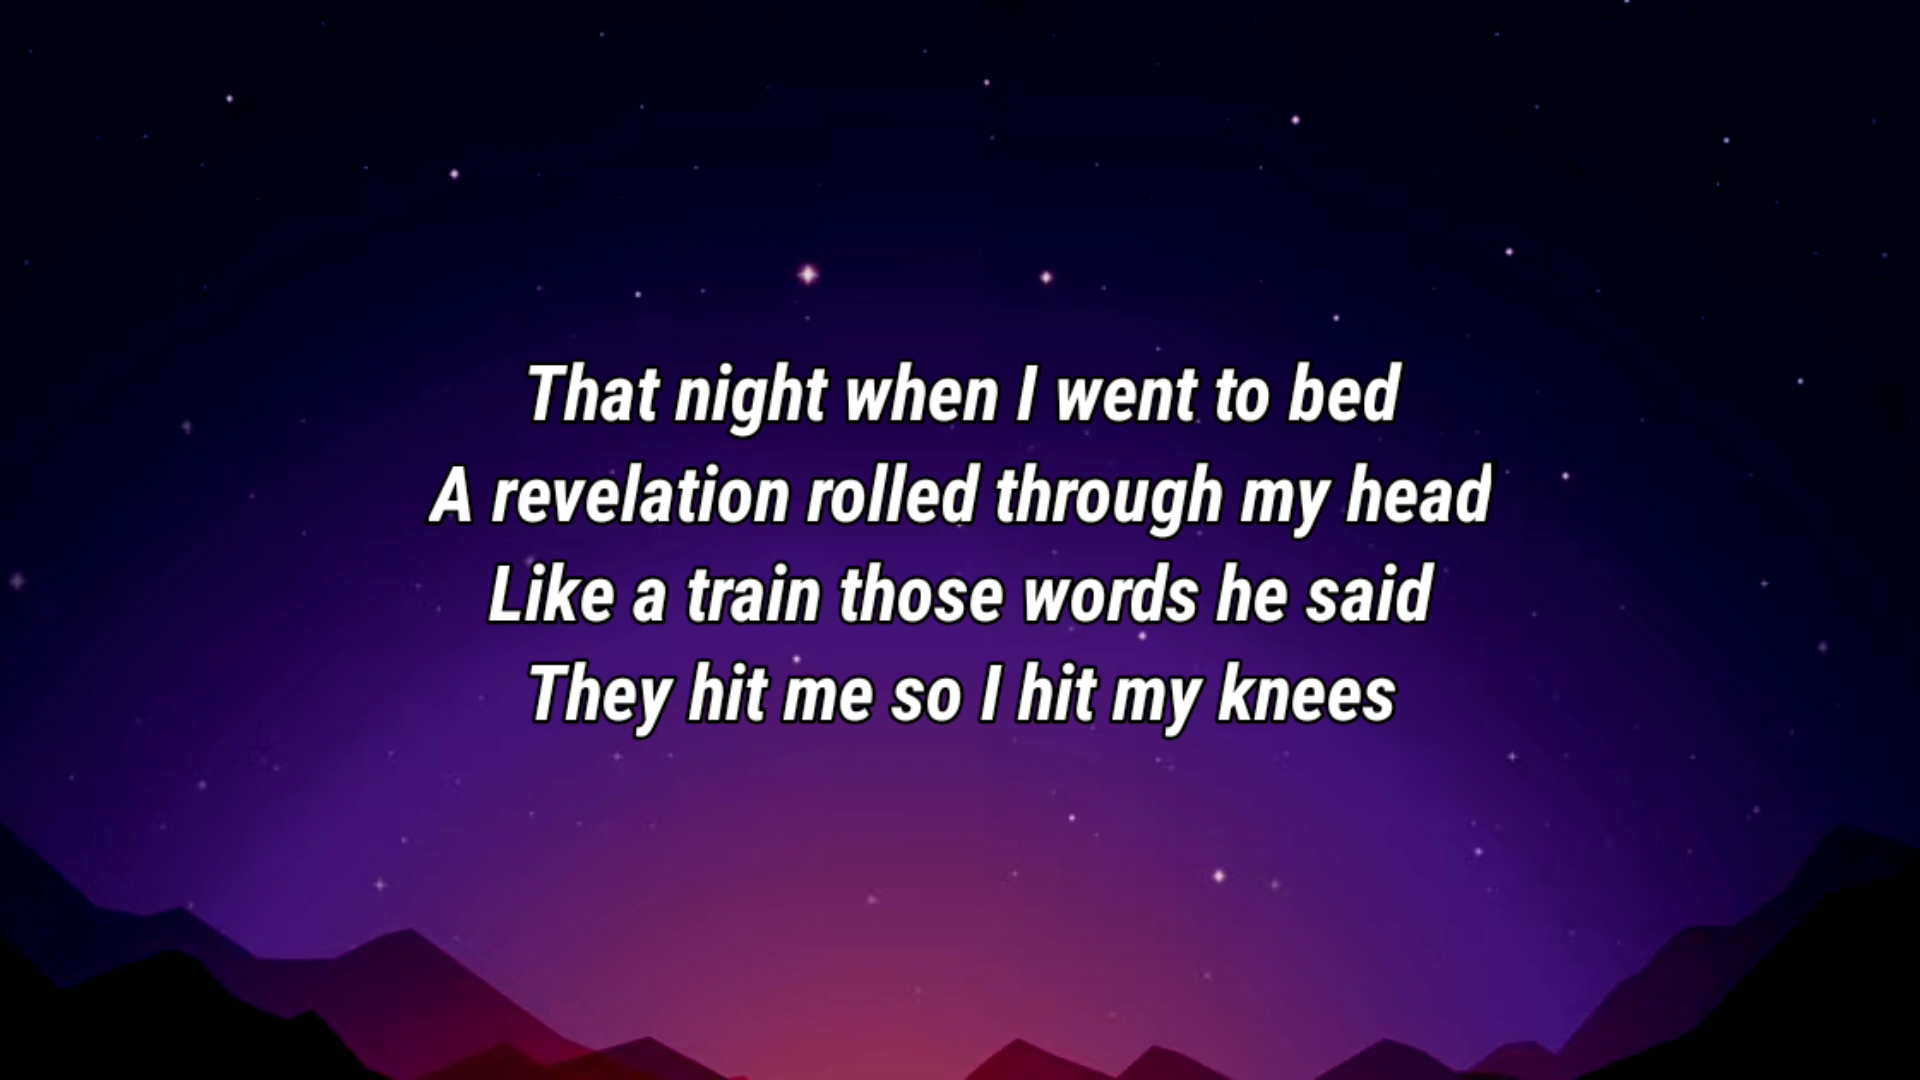 That night when I went to bed
A revelation rolled through my head
Like a train those words he said
They hit me so I hit my knees